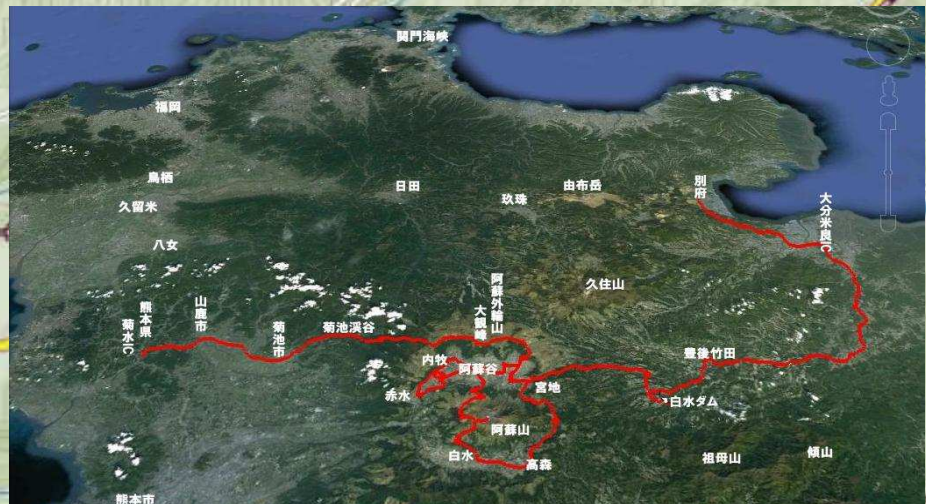 関門海峡
福岡
鳥栖
久留米
八女
日田
玖珠
由布岳
別府
大分米良IC
阿蘇外輪山
大観峰
久住山
山鹿市
熊本県
菊水IC
菊池市
菊池渓谷
内牧
阿蘇谷
赤水
宮地
豊後竹田
白水ダム
阿蘇山
白水
高森
祖母山
傾山
熊本市